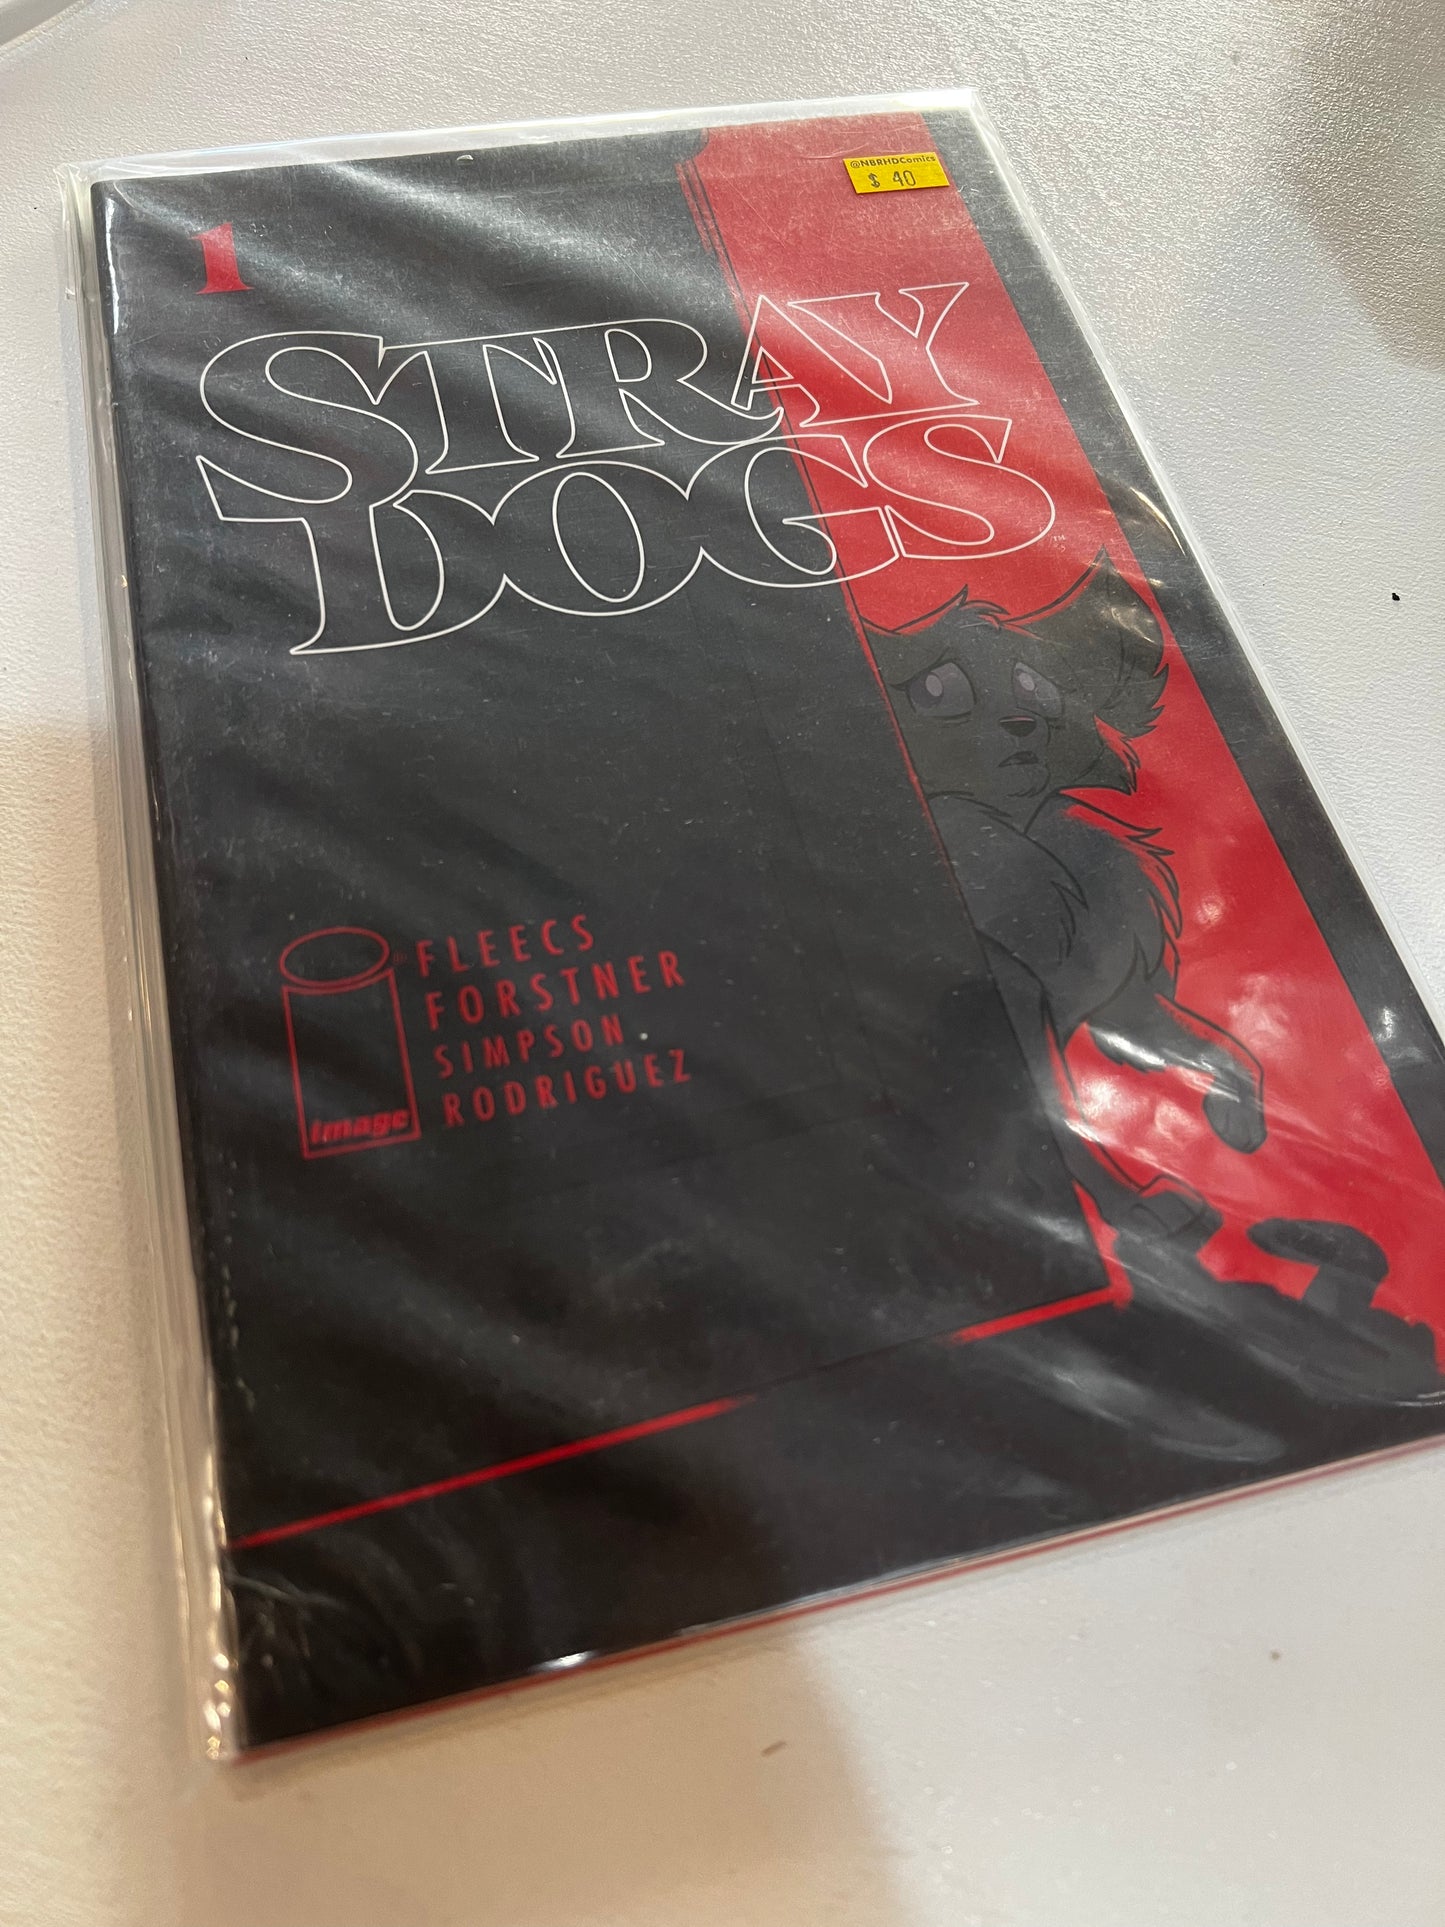 @NBRHDComics
$ 40
1
STRAY
DOGS
™
FLEECS
FORSTNER
SIMPSON
RODRIGUEZ
image
®